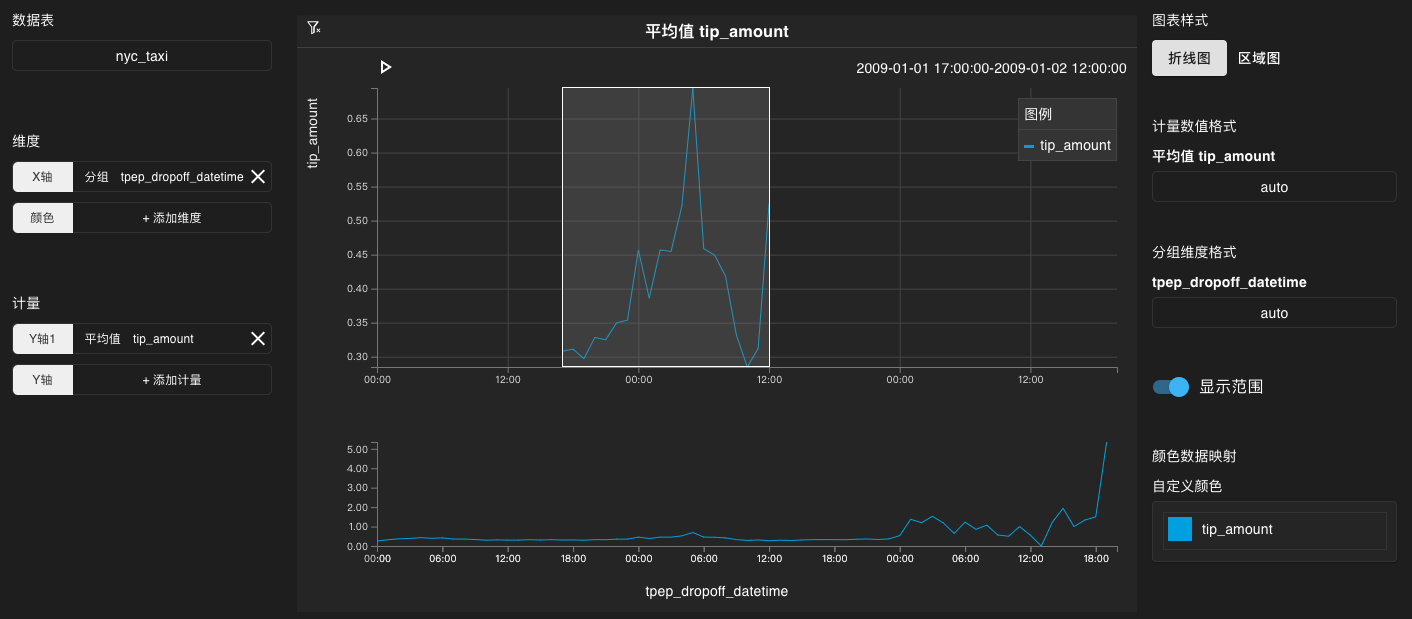 数据表
nyc_taxi
维度
X轴 分组 tpep_dropoff_datetime
颜色 + 添加维度
计量
Y轴1 平均值 tip_amount
Y轴 + 添加计量
平均值 tip_amount
2009-01-01 17:00:00-2009-01-02 12:00:00
tip_amount
图例
tip_amount
0.65
0.60
0.55
0.50
0.45
0.40
0.35
0.30
00:00 12:00 00:00 12:00 00:00 12:00
5.00
4.00
3.00
2.00
1.00
0.00
00:00 06:00 12:00 18:00 00:00 06:00 12:00 18:00 00:00 06:00 12:00 18:00
tpep_dropoff_datetime
图表样式
折线图 区域图
计量数值格式
平均值 tip_amount
auto
分组维度格式
tpep_dropoff_datetime
auto
显示范围
颜色数据映射
自定义颜色
tip_amount